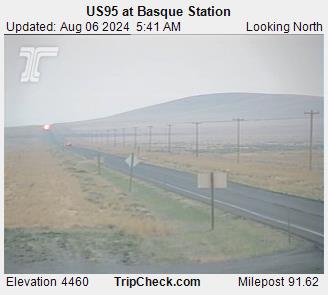 US95 at Basque Station
Updated: Aug 06 2024 5:41 AM Looking North
Elevation 4460 TripCheck.com Milepost 91.62